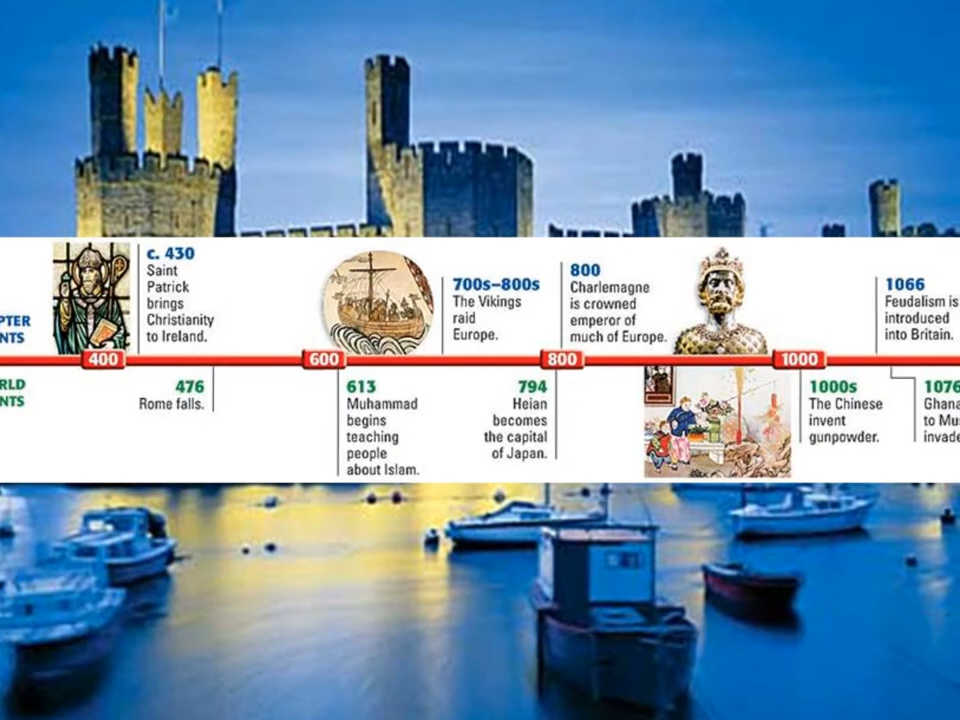 c. 430
Saint
Patrick
brings
Christianity
to Ireland.
700s–800s
The Vikings
raid
Europe.
800
Charlemagne
is crowned
emperor of
much of Europe.
1066
Feudalism is
introduced
into Britain.
PTER
NTS
400
600
800
1000
RLD
NTS
476
Rome falls.
613
Muhammad
begins
teaching
people
about Islam.
794
Heian
becomes
the capital
of Japan.
1000s
The Chinese
invent
gunpowder.
1076
Ghana
to Mus
invade